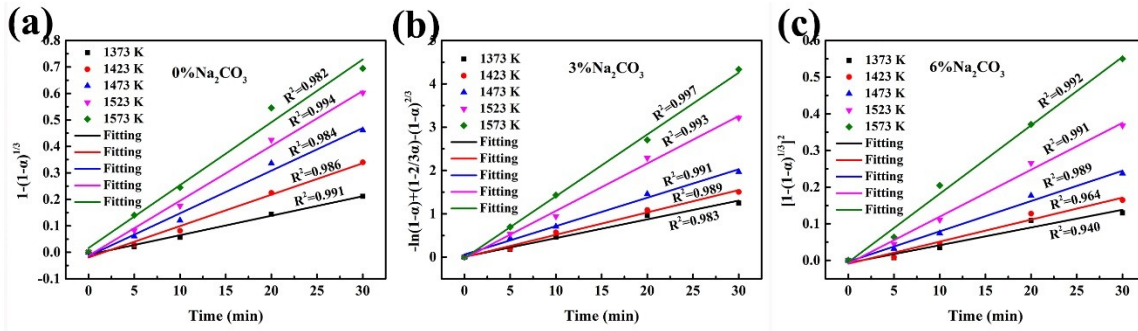 (a)
1-(1-α)^{1/3}
0.8
0.7
0.6
0.5
0.4
0.3
0.2
0.1
0.0
-0.1
0%Na₂CO₃
1373 K
1423 K
1473 K
1523 K
1573 K
Fitting
Fitting
Fitting
Fitting
Fitting
R²=0.982
R²=0.994
R²=0.984
R²=0.986
R²=0.991
0 5 10 15 20 25 30
Time (min)
(b)
-ln(1-α)+(1-2/3α)-(1-α)^{2/3}
5
4
3
2
1
0
3%Na₂CO₃
1373 K
1423 K
1473 K
1523 K
1573 K
Fitting
Fitting
Fitting
Fitting
Fitting
R²=0.997
R²=0.993
R²=0.991
R²=0.989
R²=0.983
0 5 10 15 20 25 30
Time (min)
(c)
[1-(1-α)^{1/3}]²
0.6
0.5
0.4
0.3
0.2
0.1
0.0
6%Na₂CO₃
1373 K
1423 K
1473 K
1523 K
1573 K
Fitting
Fitting
Fitting
Fitting
Fitting
R²=0.992
R²=0.991
R²=0.989
R²=0.964
R²=0.940
0 5 10 15 20 25 30
Time (min)